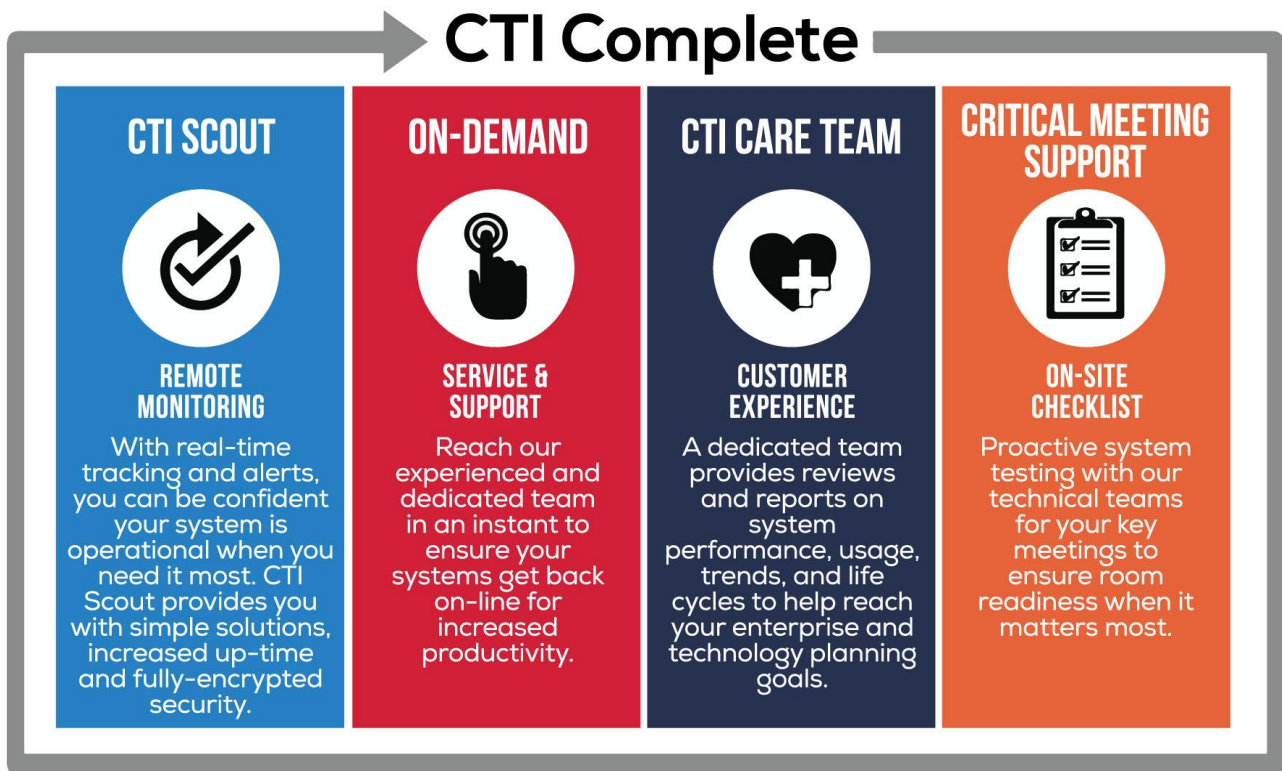 CTI Complete
CTI SCOUT
REMOTE
MONITORING
With real-time
tracking and alerts,
you can be confident
your system is
operational when you
need it most. CTI
Scout provides you
with simple solutions,
increased up-time
and fully-encrypted
security.
ON-DEMAND
SERVICE &
SUPPORT
Reach our
experienced and
dedicated team
in an instant to
ensure your
systems get back
on-line for
increased
productivity.
CTI CARE TEAM
CUSTOMER
EXPERIENCE
A dedicated team
provides reviews
and reports on
system
performance, usage,
trends, and life
cycles to help reach
your enterprise and
technology planning
goals.
CRITICAL MEETING
SUPPORT
ON-SITE
CHECKLIST
Proactive system
testing with our
technical teams
for your key
meetings to
ensure room
readiness when it
matters most.